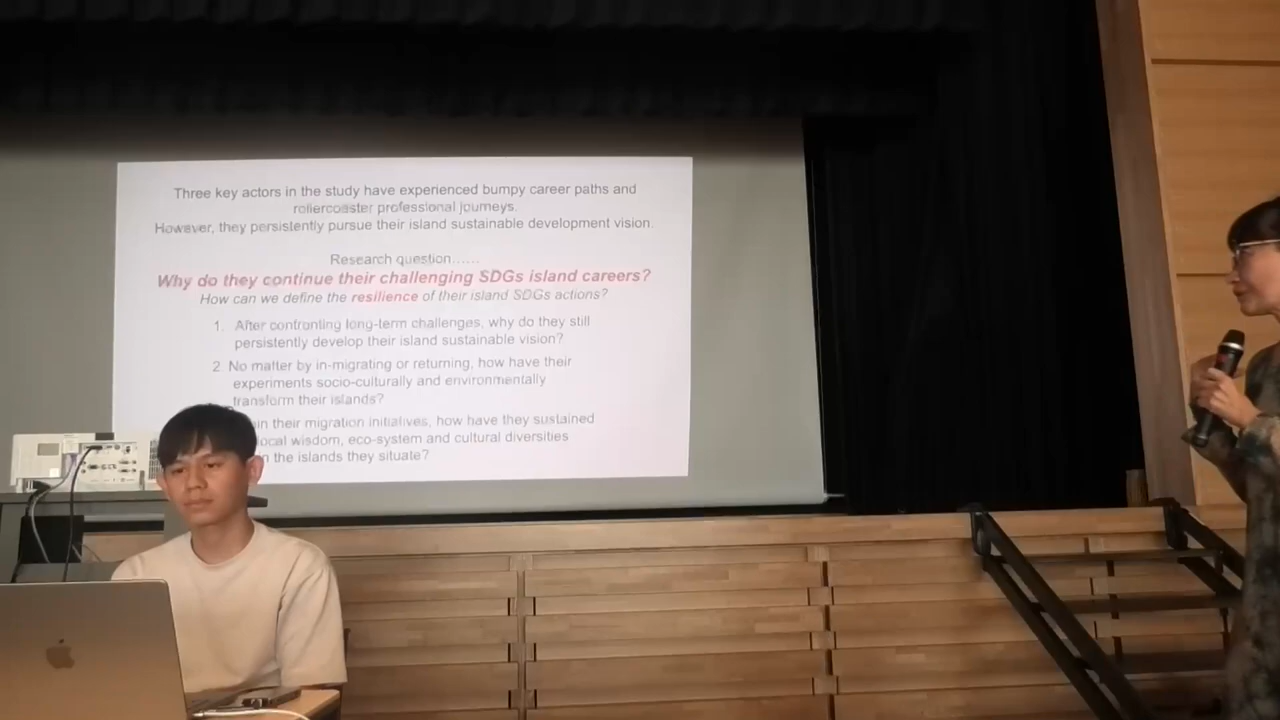 Three key actors in the study have experienced bumpy career paths and
rollercoaster professional journeys.
However, they persistently pursue their island sustainable development vision.
Research question……
Why do they continue their challenging SDGs island careers?
How can we define the resilience of their island SDGs actions?
1. After confronting long-term challenges, why do they still
persistently develop their island sustainable vision?
2. No matter by in-migrating or returning, how have their
experiments socio-culturally and environmentally
transform their islands?
in their migration initiatives, how have they sustained
local wisdom, eco-system and cultural diversities
the islands they situate?